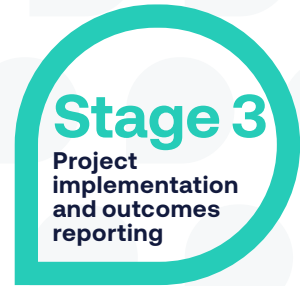 Stage 3
Project
implementation
and outcomes
reporting